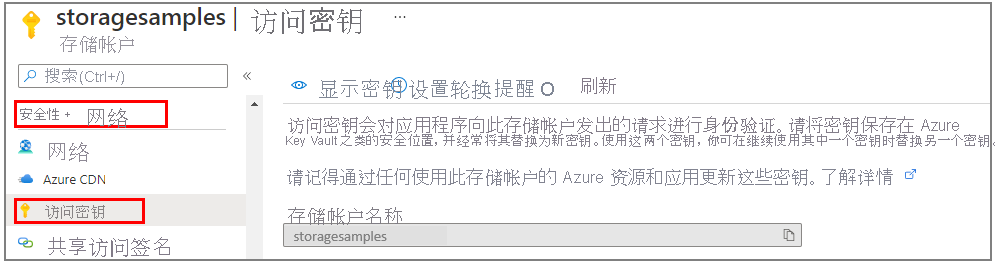 storagesamples | 访问密钥 ...
存储帐户
搜索(Ctrl+/) «
安全性 + 网络
网络
Azure CDN
访问密钥
共享访问签名
显示密钥 设置轮换提醒 刷新
访问密钥会对应用程序向此存储帐户发出的请求进行身份验证。请将密钥保存在 Azure
Key Vault 之类的安全位置,并经常将其替换为新密钥。使用这两个密钥,你可在继续使用其中一个密钥时替换另一个密钥。
请记得通过任何使用此存储帐户的 Azure 资源和应用更新这些密钥。了解详情
存储帐户名称
storagesamples